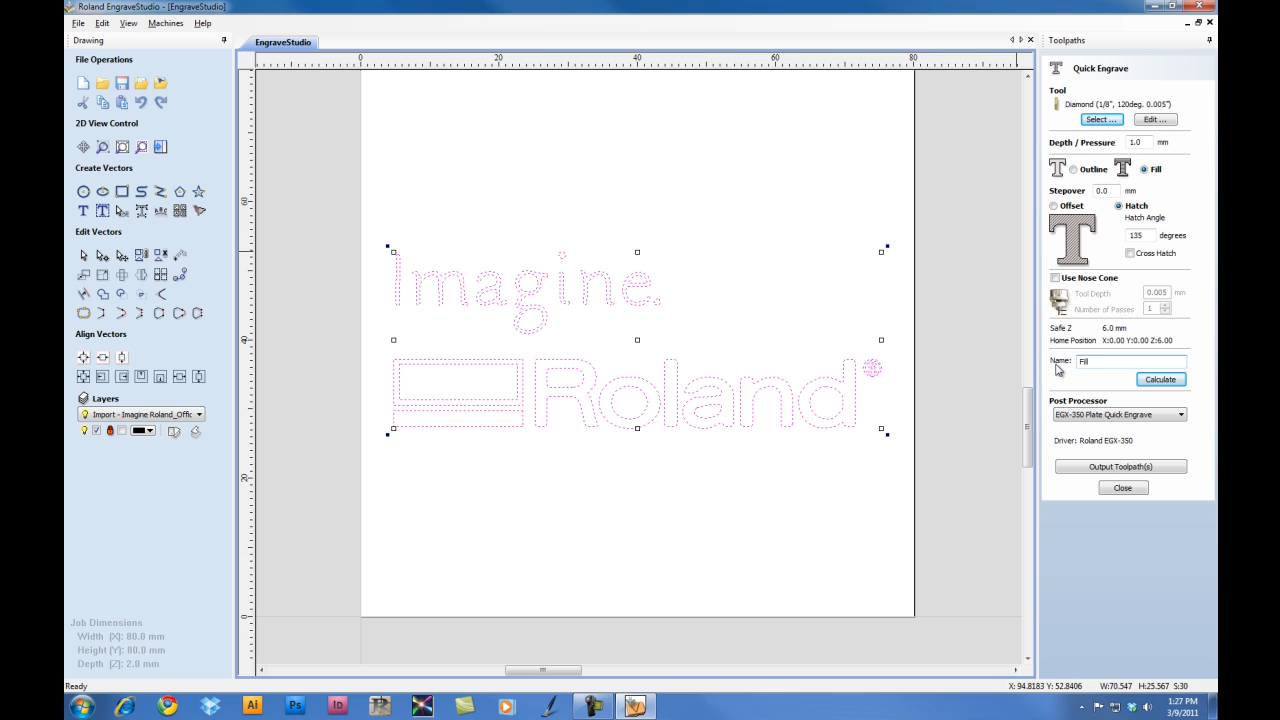 Roland EngraveStudio - [EngraveStudio]
File Edit View Machines Help
Drawing
File Operations
2D View Control
Create Vectors
Edit Vectors
Align Vectors
Layers
Import - Imagine Roland_Offic
Job Dimensions
Width (X): 80.0 mm
Height (Y): 80.0 mm
Depth (Z): 2.0 mm
EngraveStudio
0 20 40 60 80
60
40
20
0
Imagine.
Roland®
Toolpaths
Quick Engrave
Tool
Diamond (1/8", 120deg. 0.005")
Select ... Edit ...
Depth / Pressure 1.0 mm
Outline Fill
Stepover 0.0 mm
Offset Hatch
Hatch Angle
135 degrees
Cross Hatch
Use Nose Cone
Tool Depth 0.005 mm
Number of Passes 1
Safe Z 6.0 mm
Home Position X:0.00 Y:0.00 Z:6.00
Name: Fill
Calculate
Post Processor
EGX-350 Plate Quick Engrave
Driver: Roland EGX-350
Output Toolpath(s)
Close
Ready
X: 94.8183 Y: 52.8406 W:70.547 H:25.567 S:30
Ai Ps Id
1:27 PM
3/9/2011